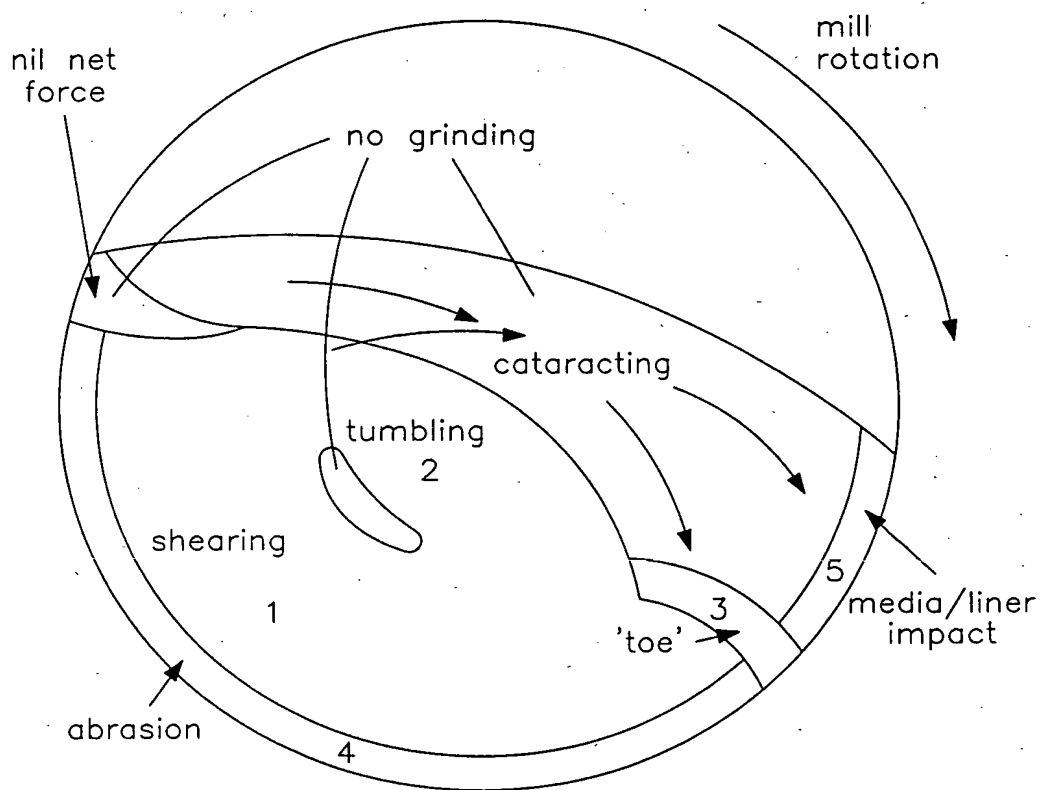 mill
rotation
nil net
force
no grinding
cataracting
tumbling
2
shearing
1
5
3
media/liner
impact
'toe'
abrasion
4